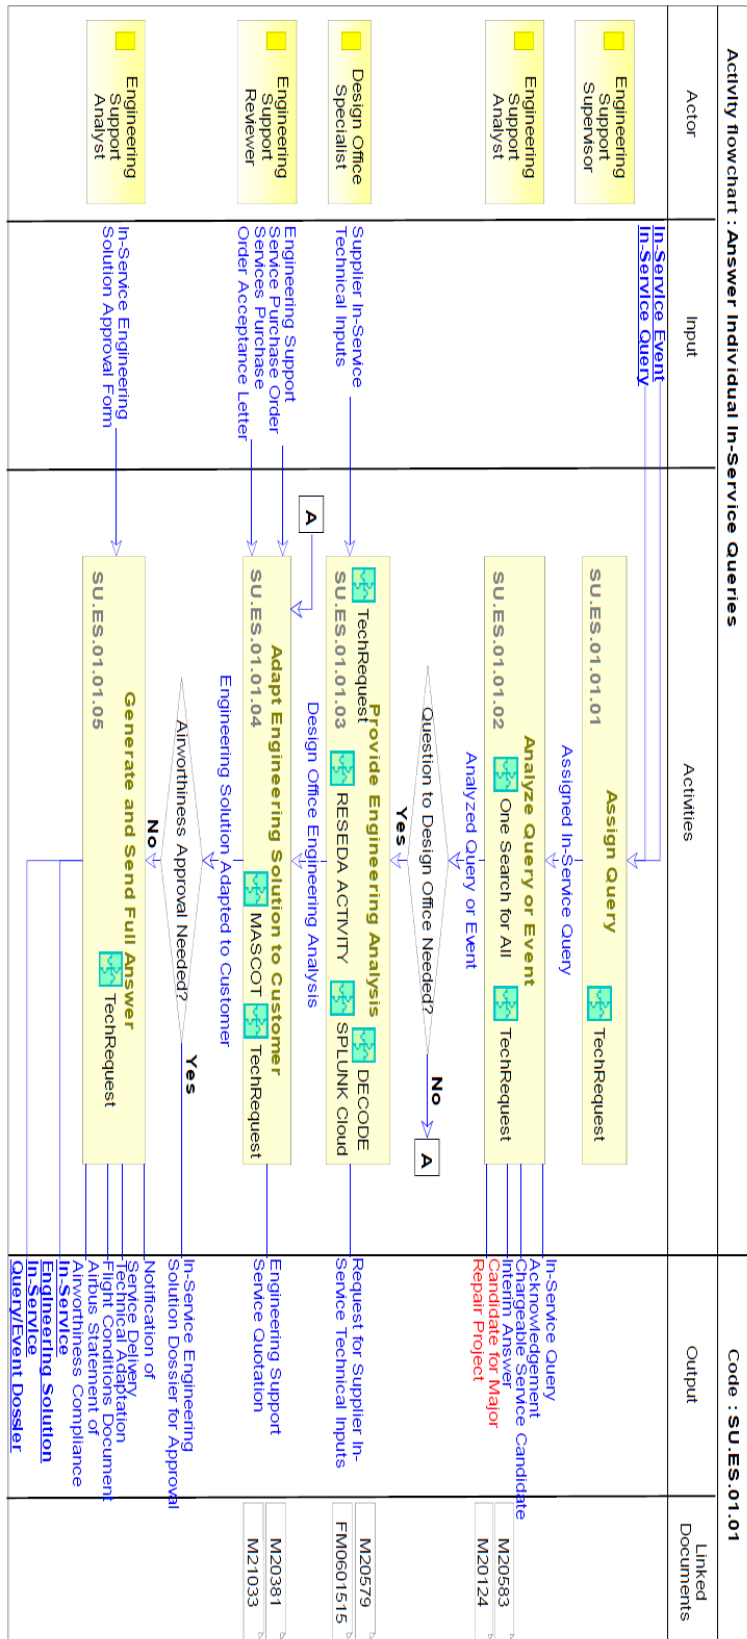 Activity flowchart : Answer Individual In-Service Queries
Code : SU.ES.01.01
Actor
Input
Activities
Output
Linked
Documents
Engineering
Support
Supervisor
In-Service Event
In-Service Query
Assign Query
SU.ES.01.01.01
TechRequest
Assigned In-Service Query
Engineering
Support
Analyst
Analyze Query or Event
SU.ES.01.01.02
One Search for All
TechRequest
In-Service Query
Acknowledgement
Chargeable Service Candidate
Interim Answer
Candidate for Major
Repair Project
M20583
M20124
Analyzed Query or Event
Question to Design Office Needed?
No
A
Yes
Design Office
Specialist
Supplier In-Service
Technical Inputs
Provide Engineering Analysis
TechRequest
DECODE
SU.ES.01.01.03
RESEDA ACTIVITY
SPLUNK Cloud
Request for Supplier In-
Service Technical Inputs
M20579
FM0601515
A
Design Office Engineering Analysis
Engineering
Support
Reviewer
Engineering Support
Service Purchase Order
Services Purchase
Order Acceptance Letter
Adapt Engineering Solution to Customer
SU.ES.01.01.04
MASCOT
TechRequest
Engineering Support
Service Quotation
M20381
M21033
Engineering Solution Adapted to Customer
Airworthiness Approval Needed?
Yes
No
In-Service Engineering
Solution Dossier for Approval
Engineering
Support
Analyst
In-Service Engineering
Solution Approval Form
Generate and Send Full Answer
SU.ES.01.01.05
TechRequest
Notification of
Service Delivery
Technical Adaptation
Flight Conditions Document
Airbus Statement of
Airworthiness Compliance
In-Service
Engineering Solution
In-Service
Query/Event Dossier